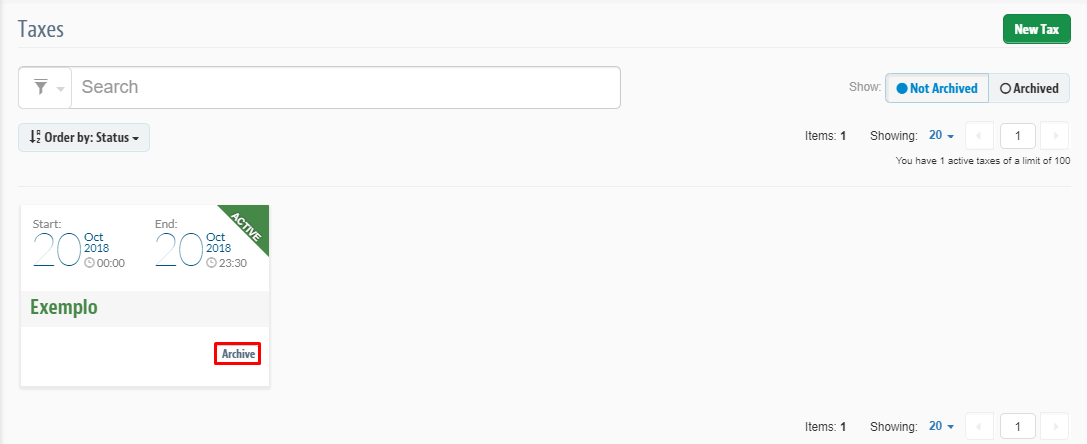 Taxes
New Tax
Search
Show: Not Archived Archived
Order by: Status
Items: 1 Showing: 20 1
You have 1 active taxes of a limit of 100
ACTIVE
Start: End:
20 Oct 2018 00:00
20 Oct 2018 23:30
Exemplo
Archive
Items: 1 Showing: 20 1